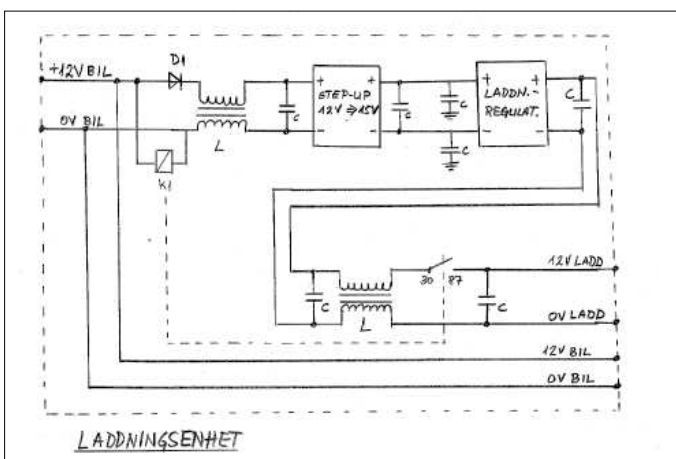 D1
+12V BIL
0V BIL
STEP-UP
12V ⇒ 15V
LADDN.-
REGULAT.
+
+
+
+
-
-
-
-
C
C
C
C
C
L
K1
30
87
12V LADD
C
L
C
0V LADD
12V BIL
0V BIL
LADDNINGSENHET